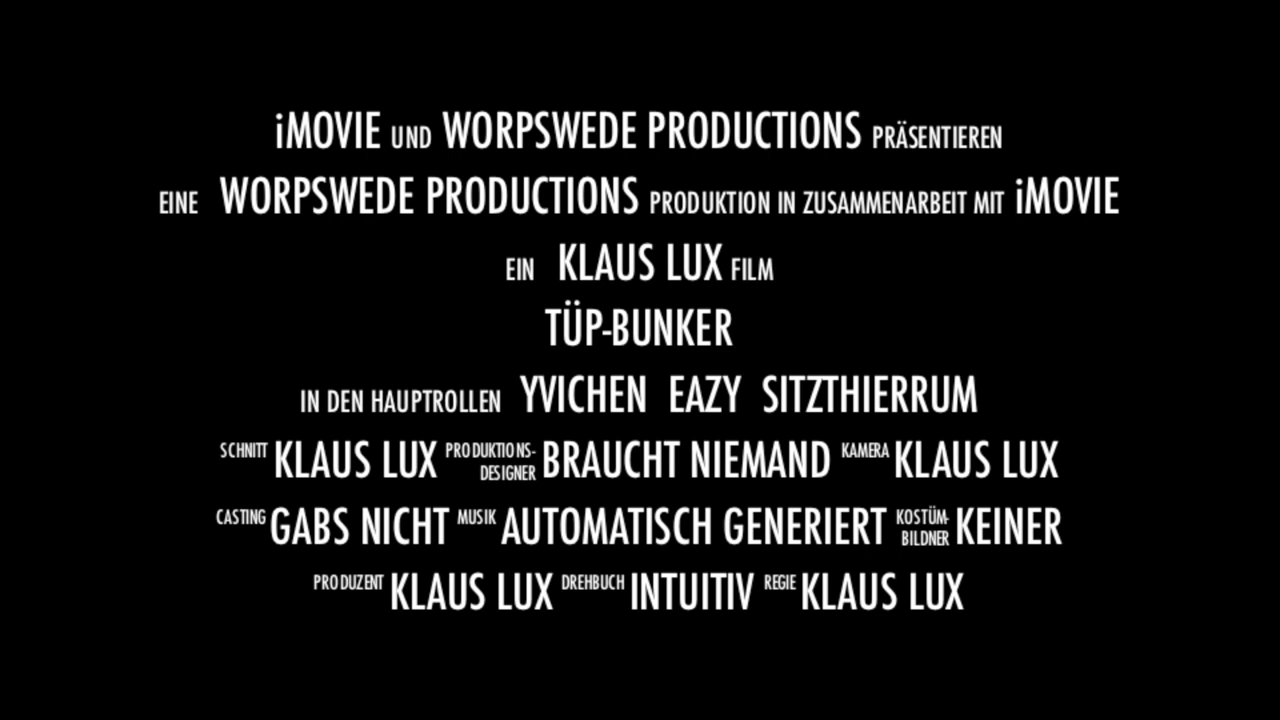 iMOVIE UND WORPSWEDE PRODUCTIONS PRÄSENTIEREN
EINE WORPSWEDE PRODUCTIONS PRODUKTION IN ZUSAMMENARBEIT MIT iMOVIE
EIN KLAUS LUX FILM
TÜP-BUNKER
IN DEN HAUPTROLLEN YVICHEN EAZY SITZTHIERRUM
SCHNITT KLAUS LUX PRODUKTIONS-DESIGNER BRAUCHT NIEMAND KAMERA KLAUS LUX
CASTING GABS NICHT MUSIK AUTOMATISCH GENERIERT KOSTÜM-BILDNER KEINER
PRODUZENT KLAUS LUX DREHBUCH INTUITIV REGIE KLAUS LUX